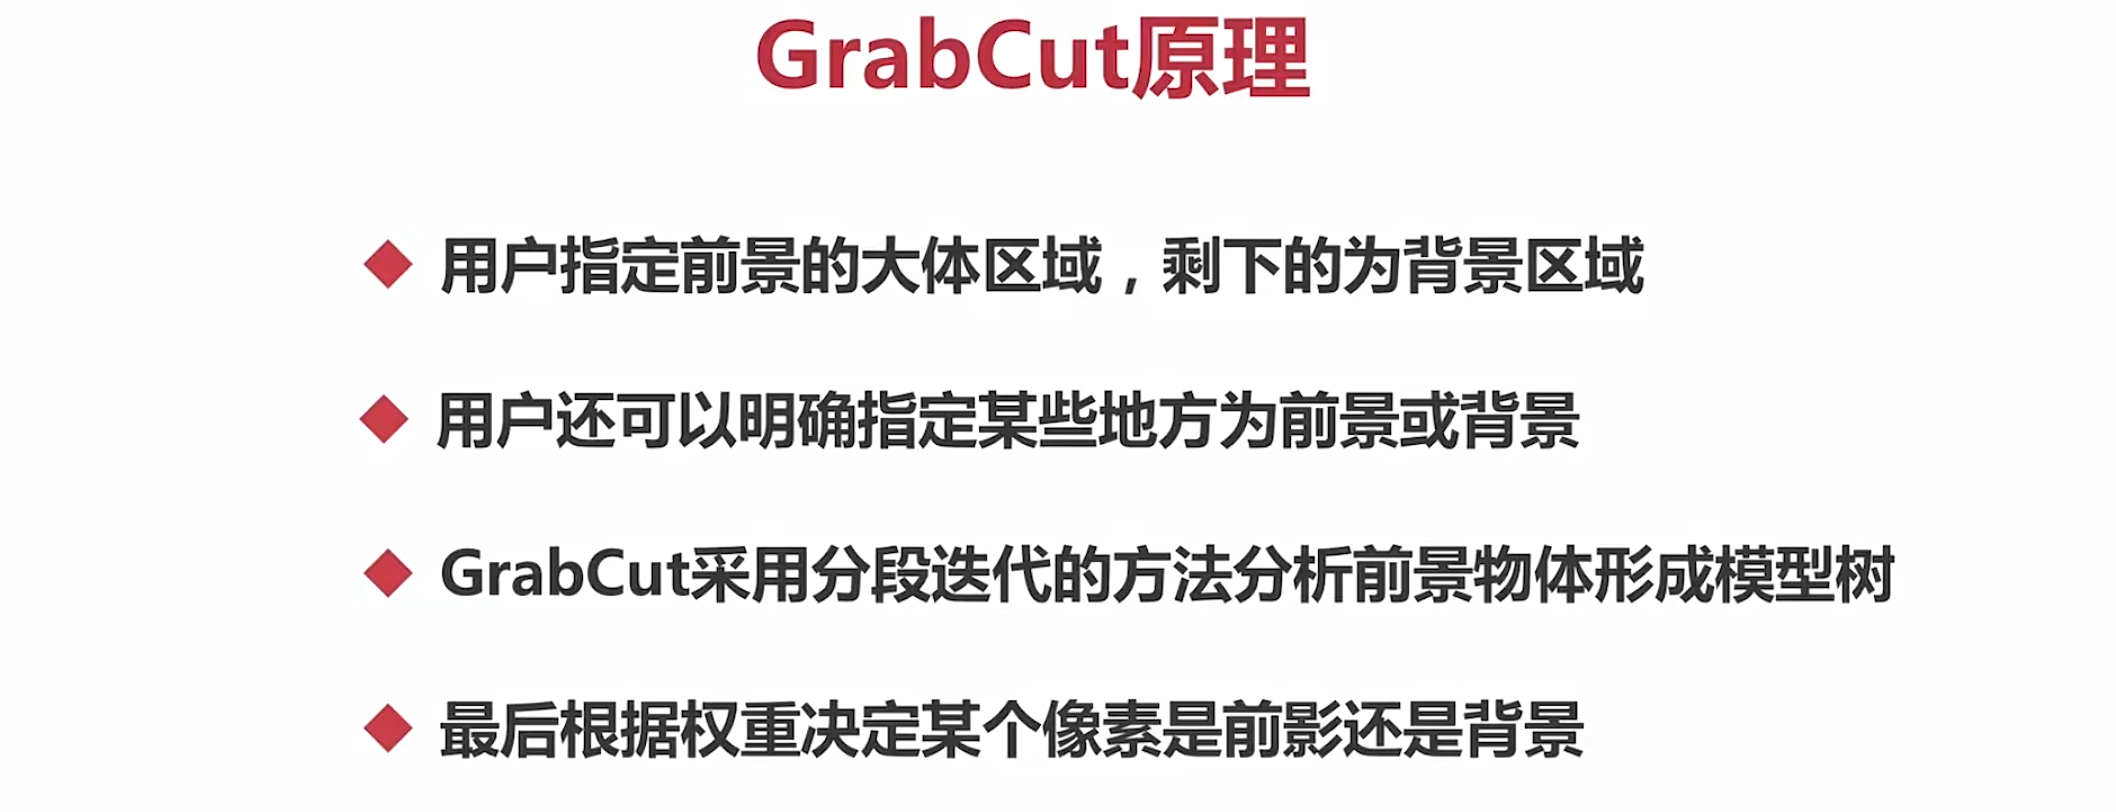 GrabCut原理
用户指定前景的大体区域，剩下的为背景区域
用户还可以明确指定某些地方为前景或背景
GrabCut采用分段迭代的方法分析前景物体形成模型树
最后根据权重决定某个像素是前影还是背景